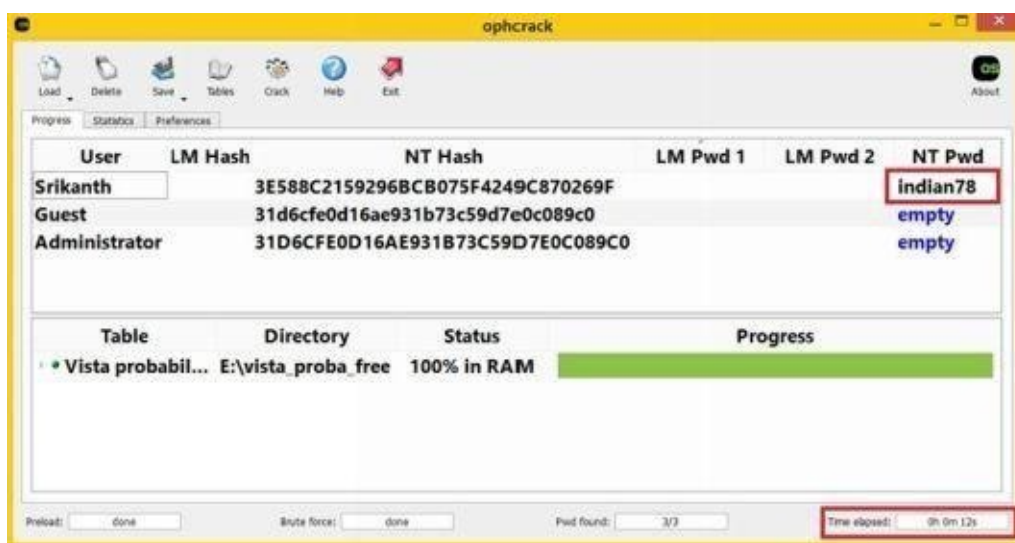 ophcrack
Load Delete Save Tables Crack Help Exit OS About
Progress Statistics Preferences
User LM Hash NT Hash LM Pwd 1 LM Pwd 2 NT Pwd
Srikanth 3E588C2159296BCB075F4249C870269F indian78
Guest 31d6cfe0d16ae931b73c59d7e0c089c0 empty
Administrator 31D6CFE0D16AE931B73C59D7E0C089C0 empty
Table Directory Status Progress
Vista probabil... E:\vista_proba_free 100% in RAM
Preload: done Brute force: done Pwd found: 3/3 Time elapsed: 0h 0m 12s